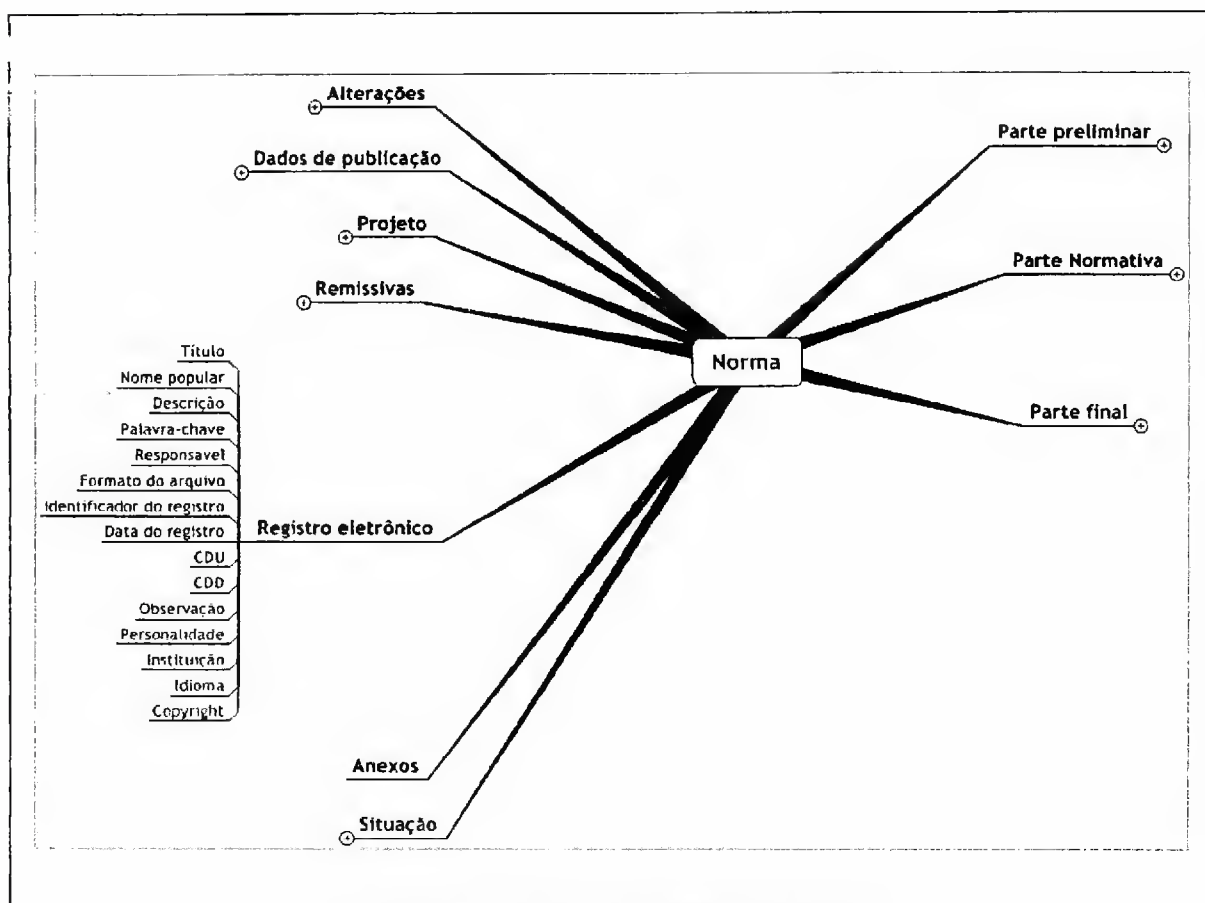 Alterações
Dados de publicação
Projeto
Remissivas
Título
Nome popular
Descrição
Palavra-chave
Responsavel
Formato do arquivo
Identificador do registro
Data do registro
CDU
CDD
Observação
Personalidade
Instituição
Idioma
Copyright
Registro eletrônico
Anexos
Situação
Norma
Parte preliminar
Parte Normativa
Parte final